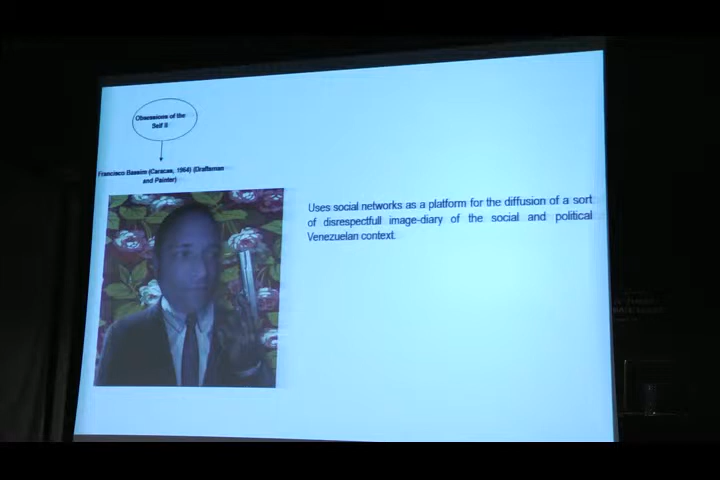 Obsessions of the
Self II
Francisco Bassim (Caracas, 1964) (Draftsman
and Painter)
Uses social networks as a platform for the diffusion of a sort
of disrespectfull image-diary of the social and political
Venezuelan context.